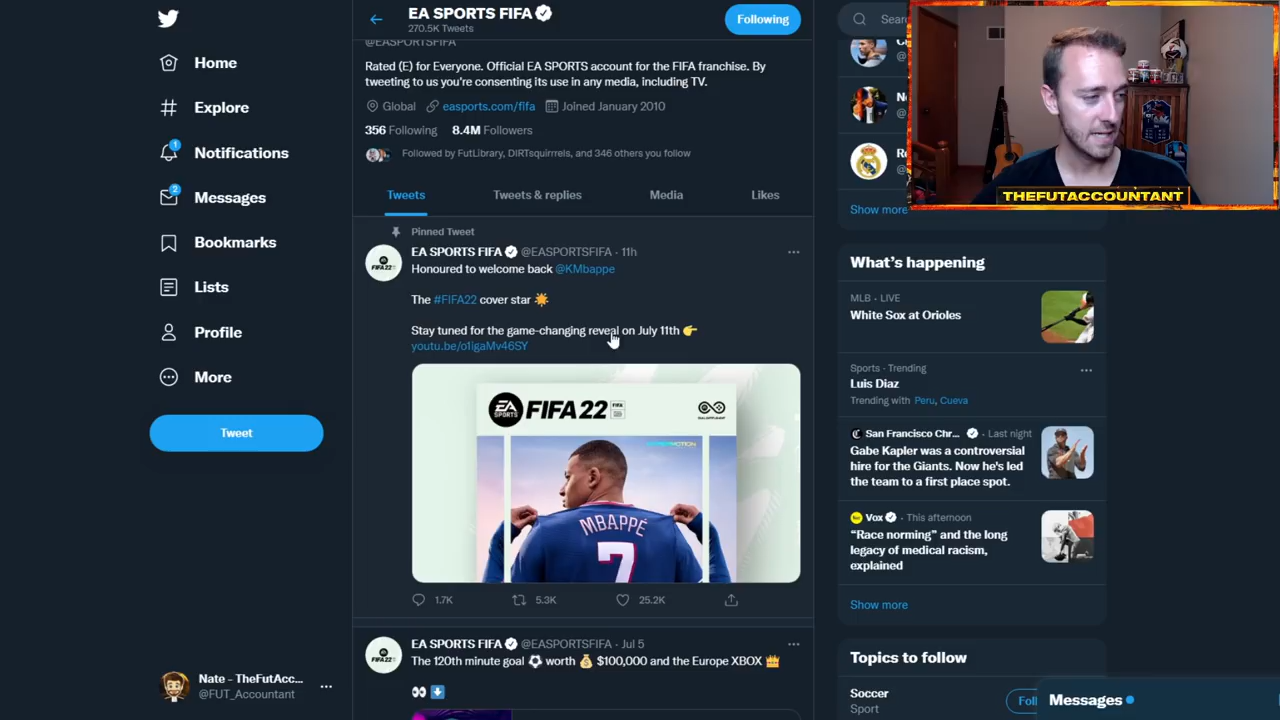 Home
Explore
1
Notifications
2
Messages
Bookmarks
Lists
Profile
More
Tweet
Nate - TheFutAcc...
@FUT_Accountant
EA SPORTS FIFA
270.5K Tweets
Following
@EASPORTSFIFA
Rated (E) for Everyone. Official EA SPORTS account for the FIFA franchise. By
tweeting to us you're consenting its use in any media, including TV.
Global easports.com/fifa Joined January 2010
356 Following 8.4M Followers
Followed by FutLibrary, DIRTsquirrrels, and 346 others you follow
Tweets Tweets & replies Media Likes
Pinned Tweet
EA SPORTS FIFA @EASPORTSFIFA · 11h
Honoured to welcome back @KMbappe
The #FIFA22 cover star
Stay tuned for the game-changing reveal on July 11th
youtu.be/o1igaMv46SY
EA SPORTS FIFA 22
MBAPPÉ
7
1.7K 5.3K 25.2K
EA SPORTS FIFA @EASPORTSFIFA · Jul 5
The 120th minute goal worth $100,000 and the Europe XBOX
Show more
THEFUTACCOUNTANT
What's happening
MLB · LIVE
White Sox at Orioles
Sports · Trending
Luis Diaz
Trending with Peru, Cueva
San Francisco Chr... · Last night
Gabe Kapler was a controversial
hire for the Giants. Now he's led
the team to a first place spot.
Vox · This afternoon
"Race norming" and the long
legacy of medical racism,
explained
Show more
Topics to follow
Soccer
Sport
Messages